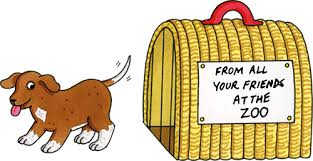 FROM ALL
YOUR FRIENDS
AT THE
ZOO